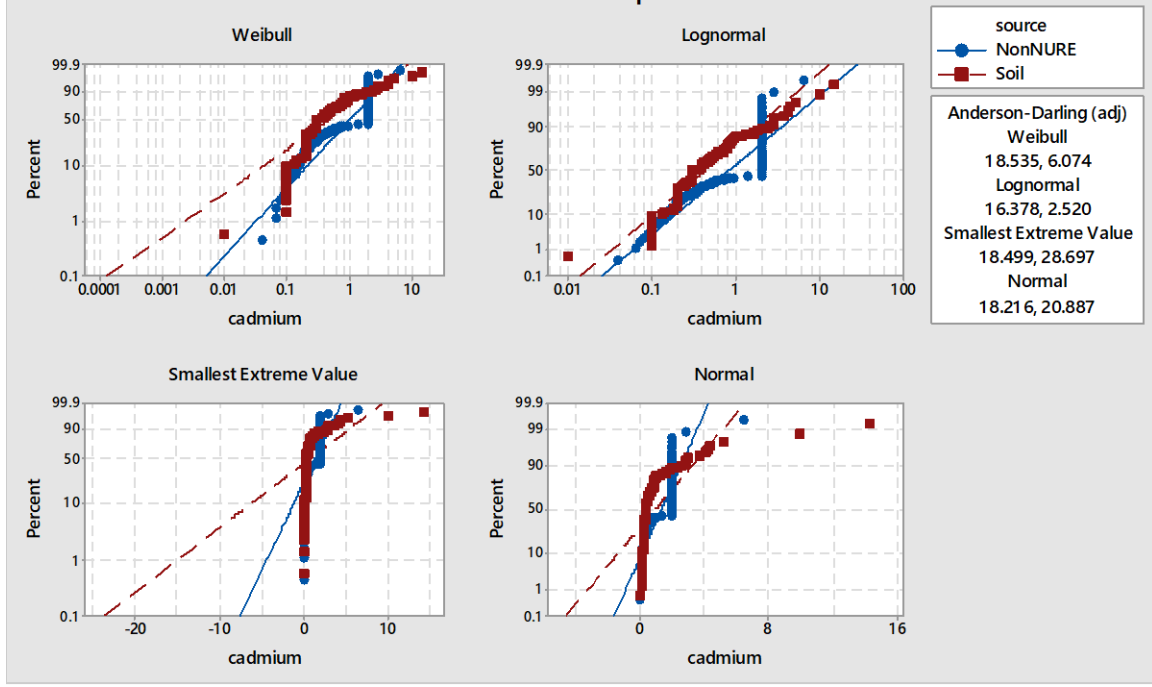 Weibull
99.9
90
50
10
1
0.1
0.0001 0.001 0.01 0.1 1 10
Percent
cadmium
Lognormal
99.9
99
90
50
10
1
0.1
0.01 0.1 1 10 100
Percent
cadmium
source
NonNURE
Soil
Anderson-Darling (adj)
Weibull
18.535, 6.074
Lognormal
16.378, 2.520
Smallest Extreme Value
18.499, 28.697
Normal
18.216, 20.887
Smallest Extreme Value
99.9
90
50
10
1
0.1
-20 -10 0 10
Percent
cadmium
Normal
99.9
99
90
50
10
1
0.1
0 8 16
Percent
cadmium